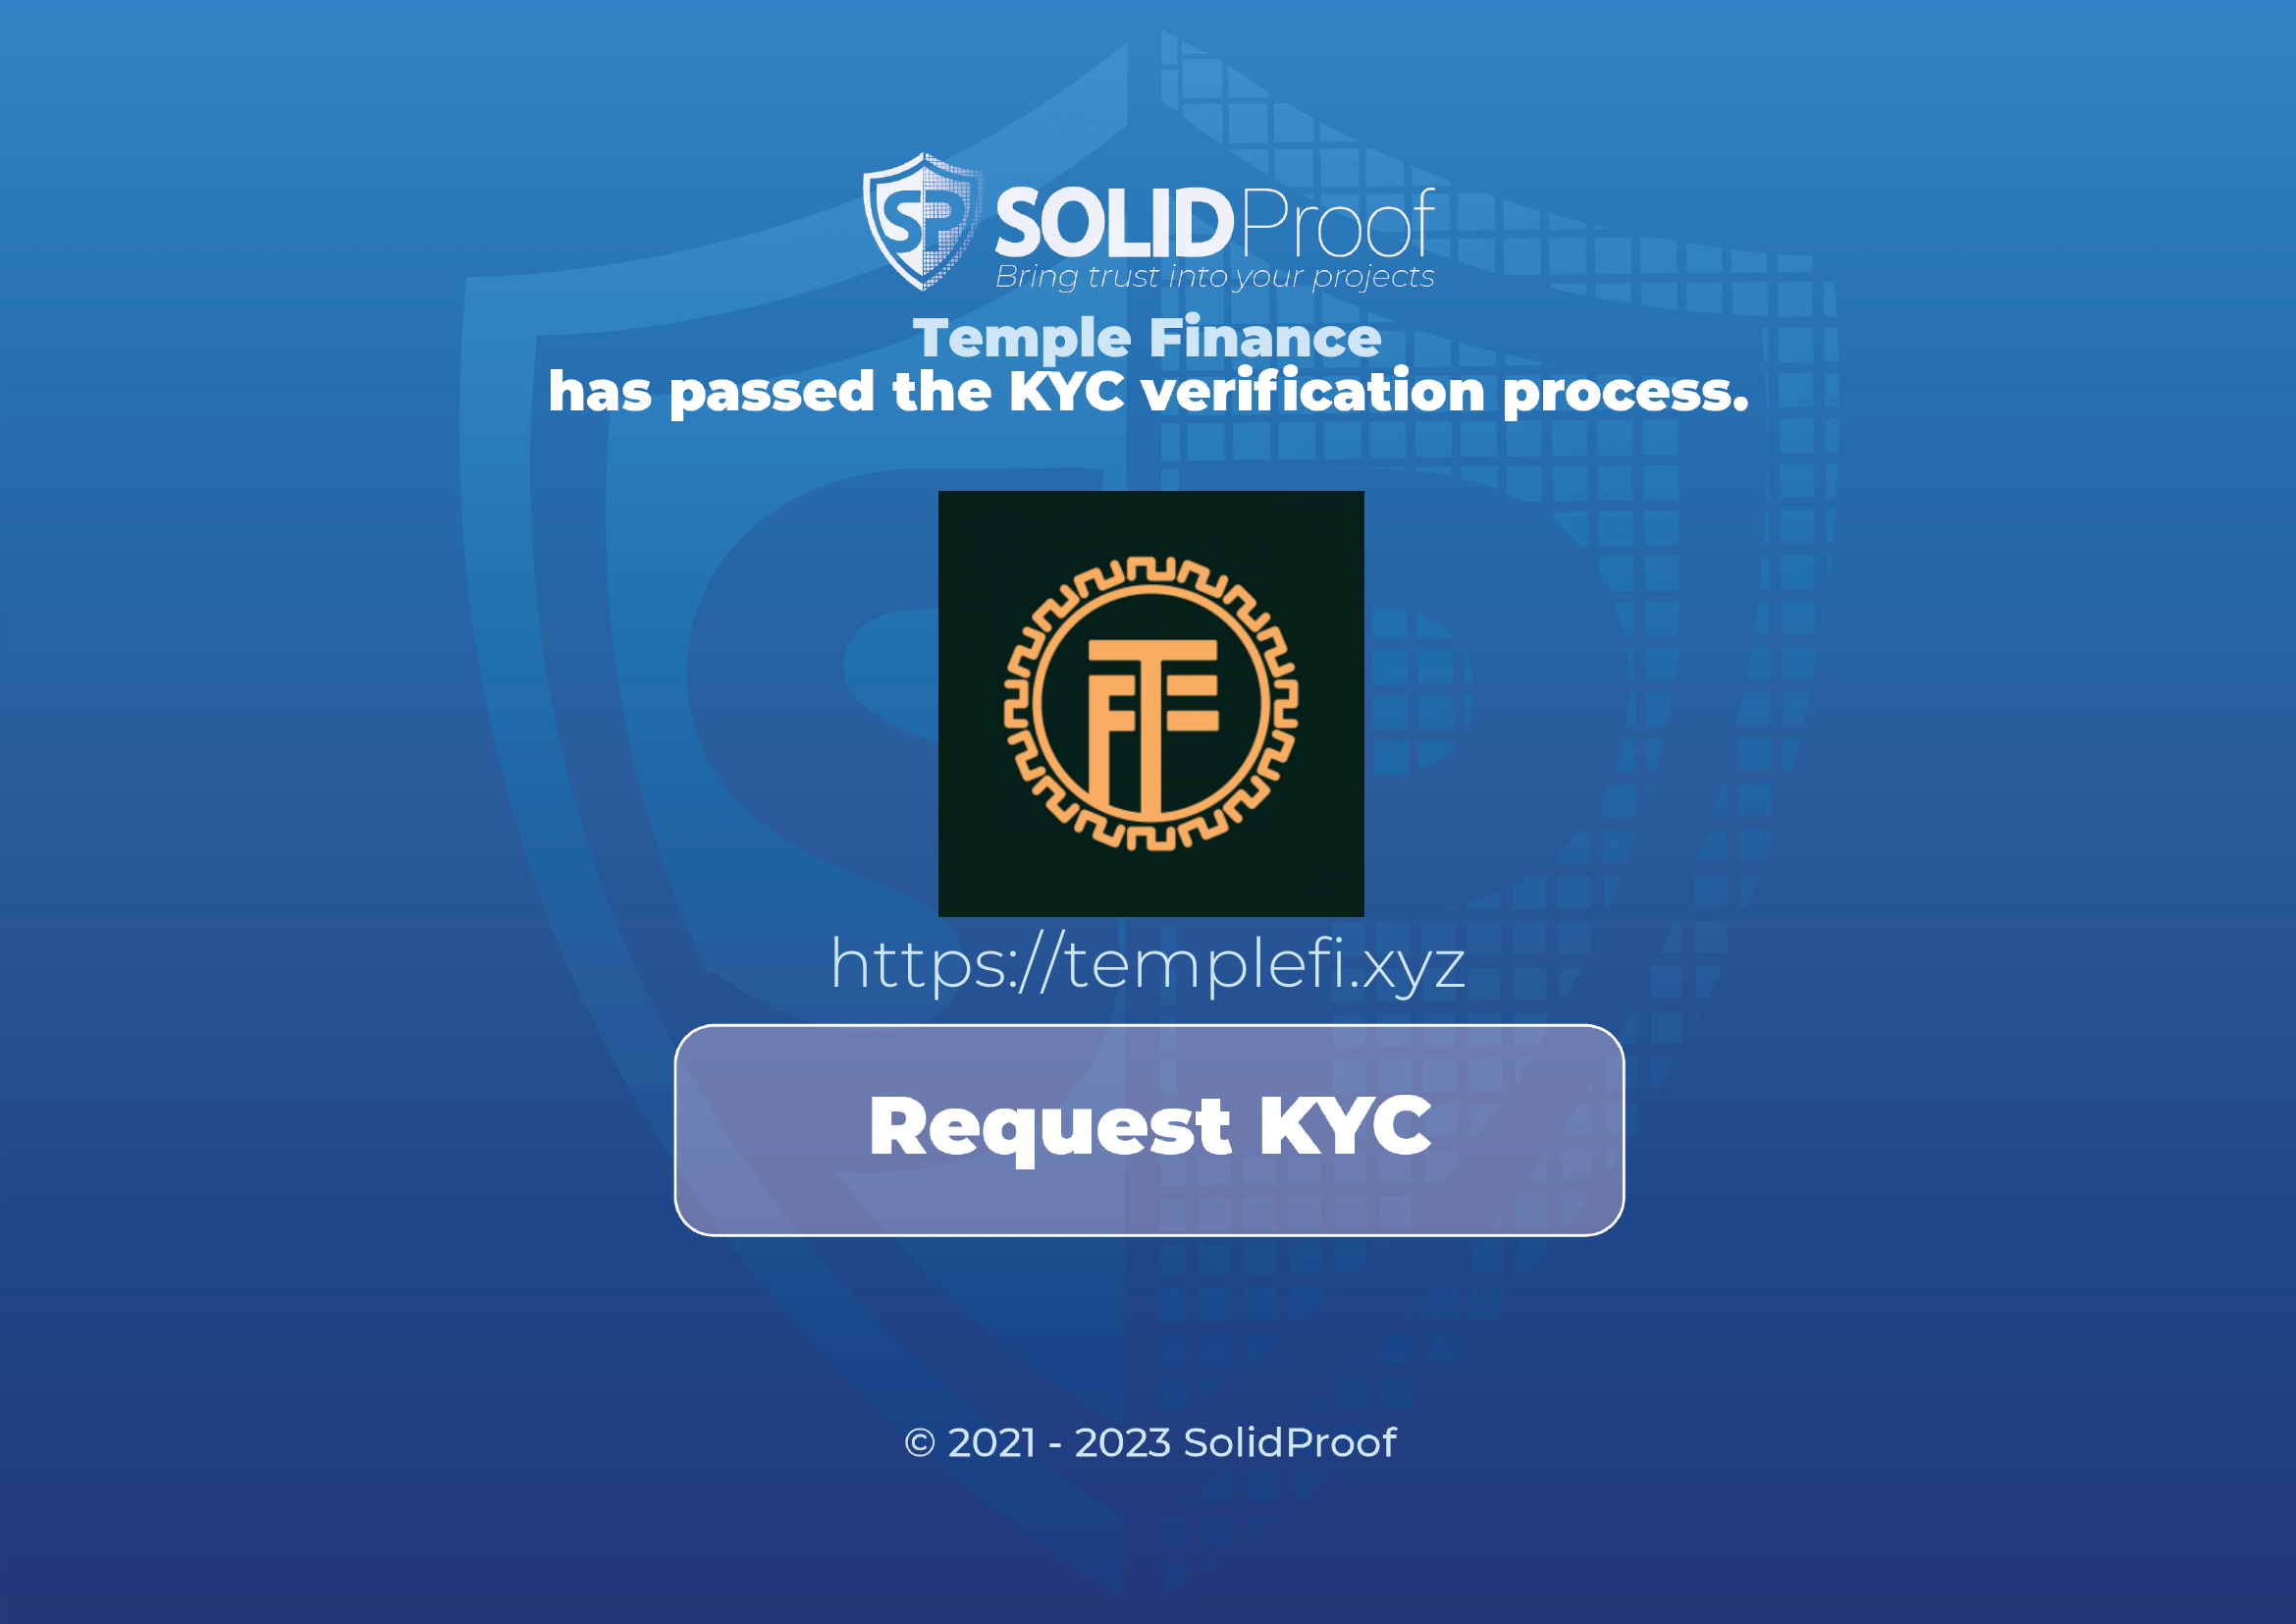 SP SOLIDProof
Bring trust into your projects
Temple Finance
has passed the KYC verification process.
TFF
https://templefi.xyz
Request KYC
© 2021 - 2023 SolidProof